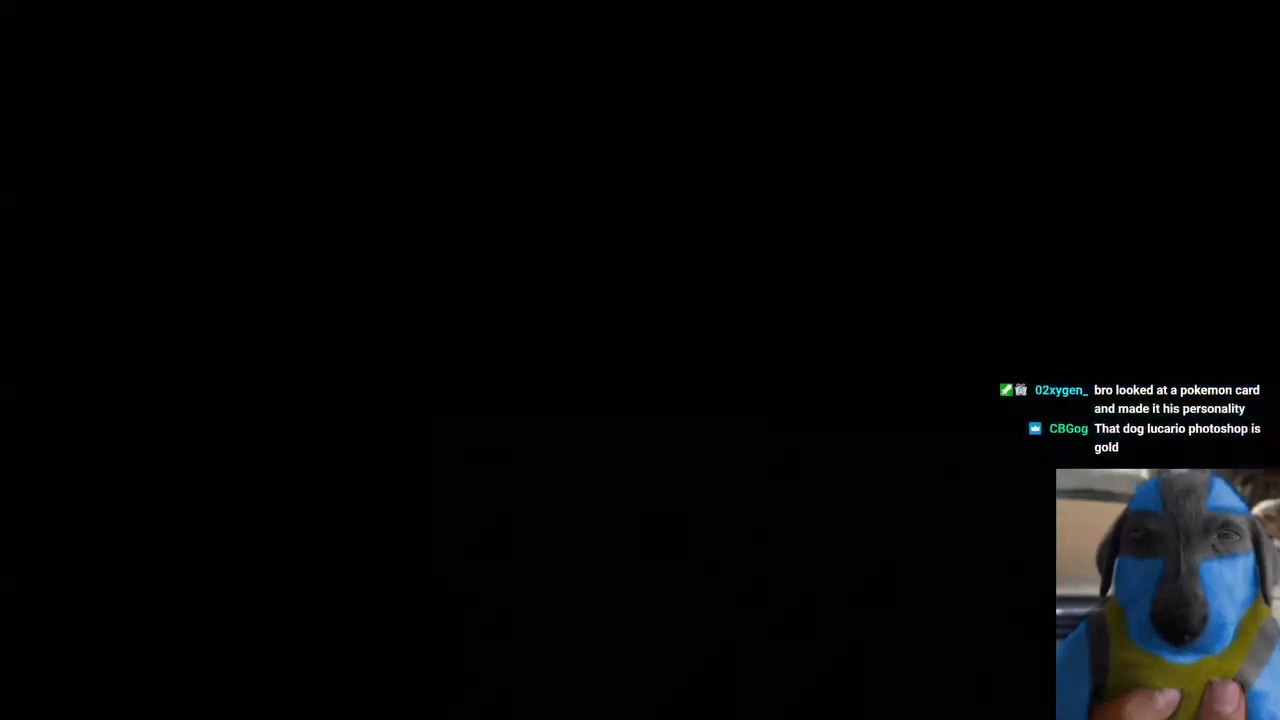 02xygen_ bro looked at a pokemon card
and made it his personality
CBGog That dog lucario photoshop is
gold